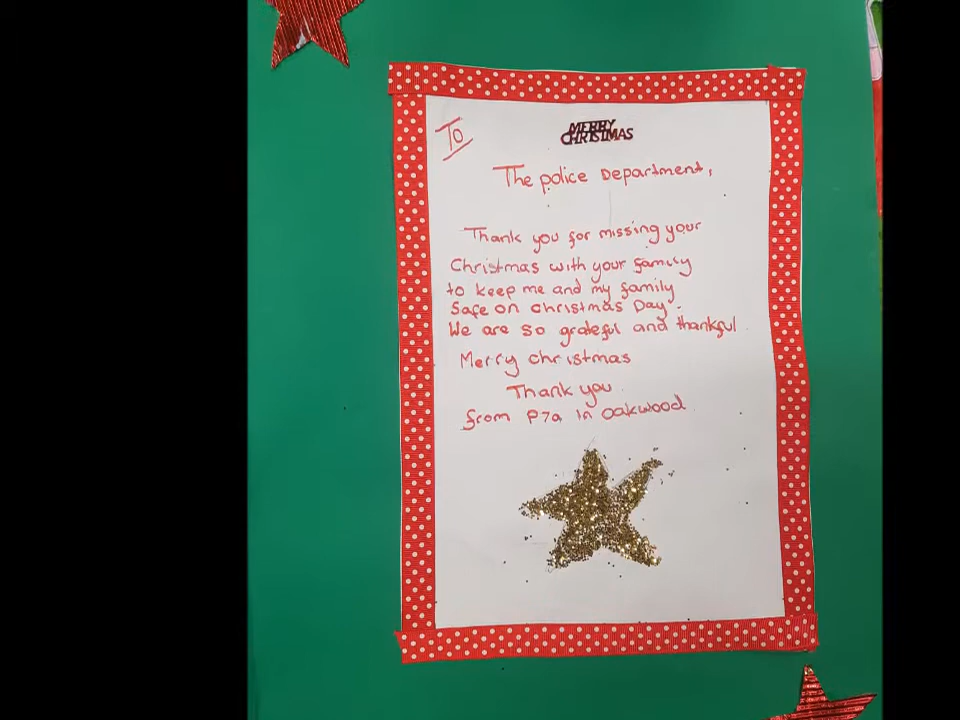 To
MERRY
CHRISTMAS
The police Department,
Thank you for missing your
Christmas with your family
to keep me and my family
Safe on christmas Day.
We are so grateful and thankful
Merry christmas
Thank you
from P7a in Oakwood